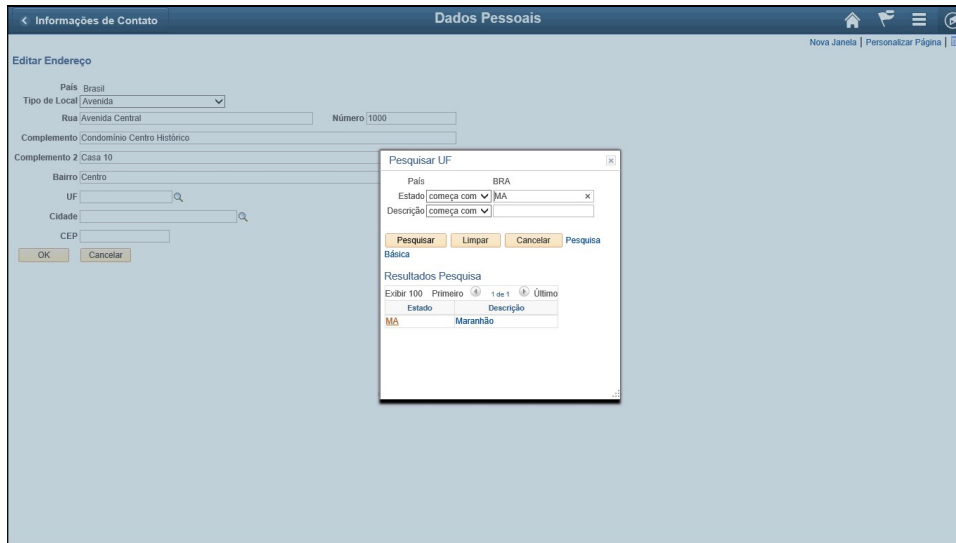 Informações de Contato
Dados Pessoais
Nova Janela | Personalizar Página |
Editar Endereço
País Brasil
Tipo de Local Avenida
Rua Avenida Central Número 1000
Complemento Condomínio Centro Histórico
Complemento 2 Casa 10
Bairro Centro
UF
Cidade
CEP
OK Cancelar
Pesquisar UF
País BRA
Estado começa com MA
Descrição começa com
Pesquisar Limpar Cancelar Pesquisa
Básica
Resultados Pesquisa
Exibir 100 Primeiro 1 de 1 Último
Estado Descrição
MA Maranhão